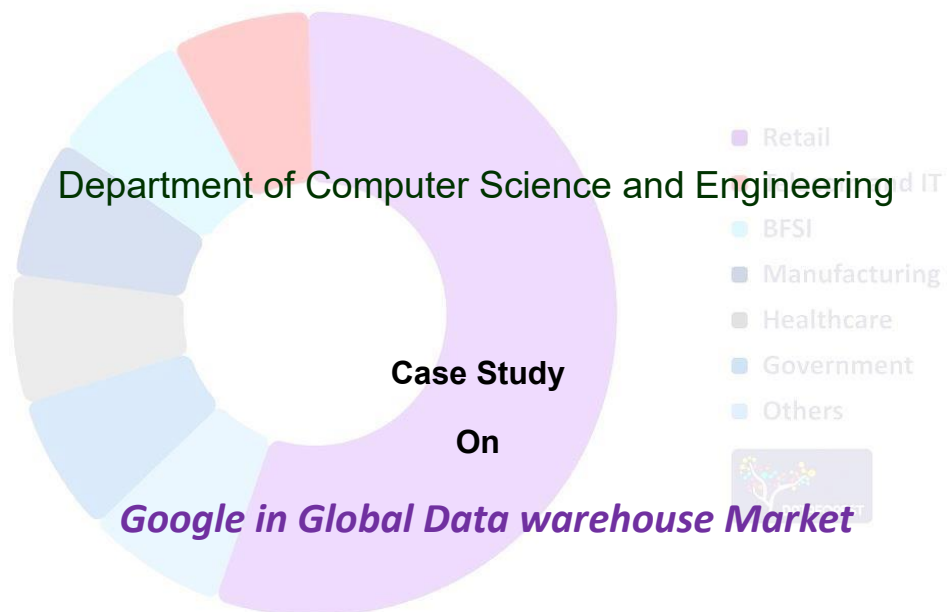 Retail
Department of Computer Science and Engineering
d IT
BFSI
Manufacturing
Healthcare
Case Study
Government
Others
On
Google in Global Data warehouse Market